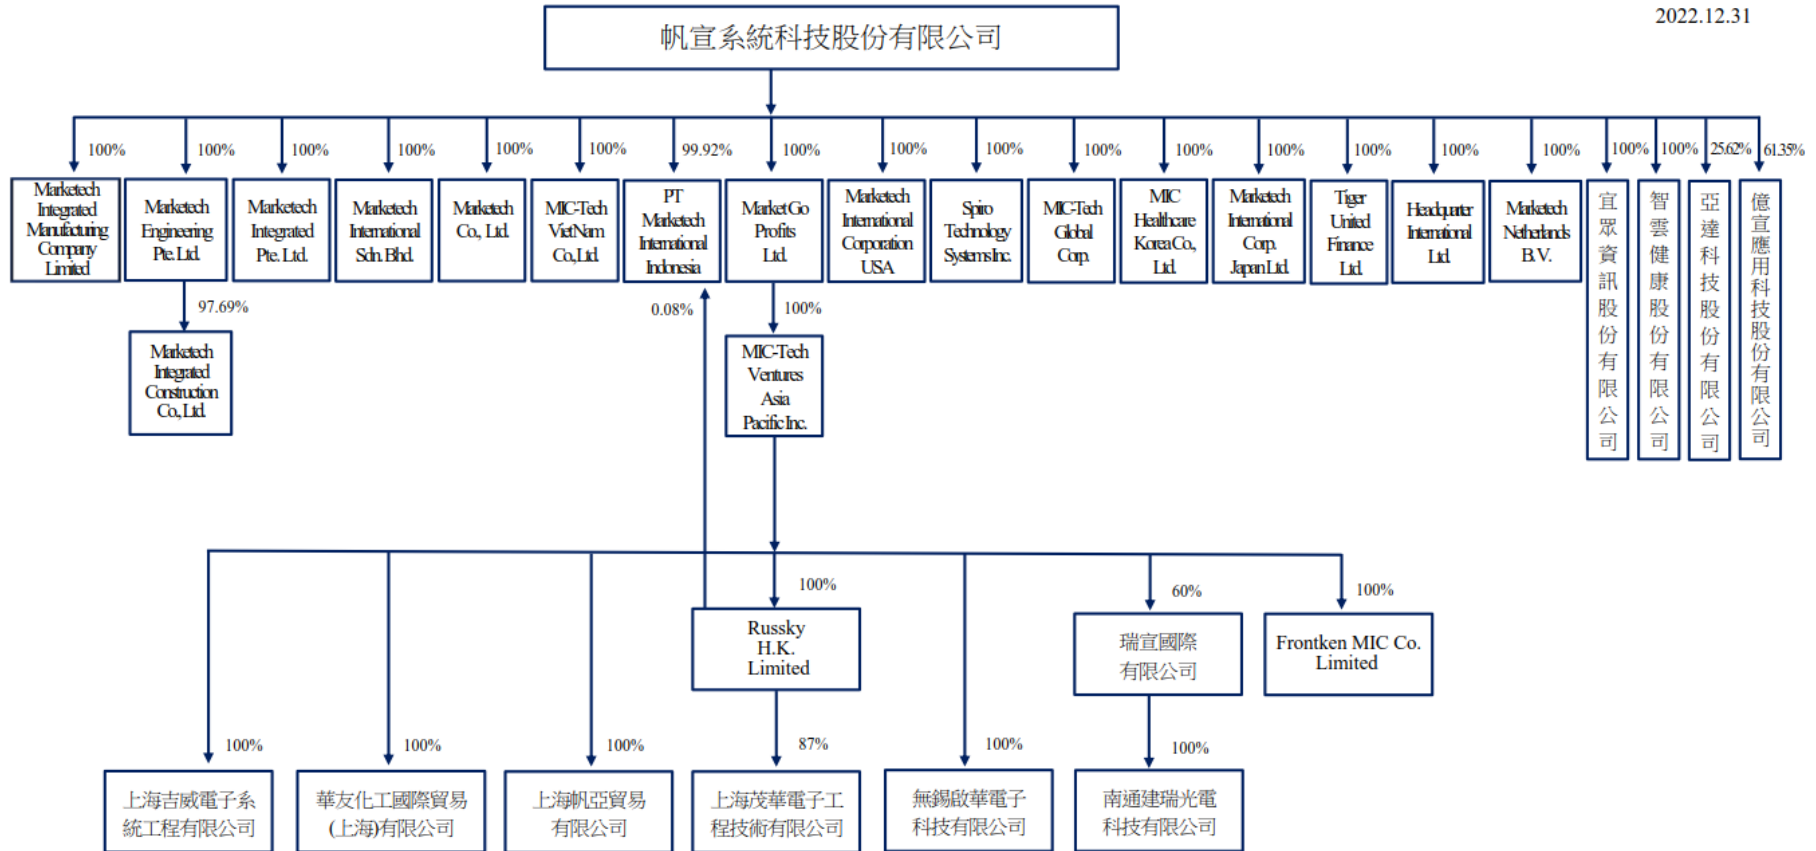 2022.12.31
帆宣系統科技股份有限公司
100%
100%
100%
100%
100%
100%
99.92%
100%
100%
100%
100%
100%
100%
100%
100%
100%
100%
100%
25.62%
61.35%
Marketech
Integrated
Manufacturing
Company
Limited
Marketech
Engineering
Pte. Ltd.
Marketech
Integrated
Pte. Ltd.
Marketech
International
Sdn. Bhd.
Marketech
Co., Ltd.
MIC-Tech
VietNam
Co.,Ltd.
PT
Marketech
International
Indonesia
Market Go
Profits
Ltd.
Marketech
International
Corporation
USA
Spiro
Technology
Systems Inc.
MIC-Tech
Global
Corp.
MIC
Healthcare
Korea Co.,
Ltd.
Marketech
International
Corp.
Japan Ltd.
Tiger
United
Finance
Ltd.
Headquarter
International
Ltd.
Marketech
Netherlands
B.V.
宜眾資訊股份有限公司
智雲健康股份有限公司
亞達科技股份有限公司
億宣應用科技股份有限公司
97.69%
0.08%
100%
Marketech
Integrated
Construction
Co., Ltd.
MIC-Tech
Ventures
Asia
Pacific Inc.
100%
60%
100%
Russky
H.K.
Limited
瑞宣國際
有限公司
Frontken MIC Co.
Limited
100%
100%
100%
87%
100%
100%
上海吉威電子系
統工程有限公司
華友化工國際貿易
(上海)有限公司
上海帆亞貿易
有限公司
上海茂華電子工
程技術有限公司
無錫啟華電子
科技有限公司
南通建瑞光電
科技有限公司